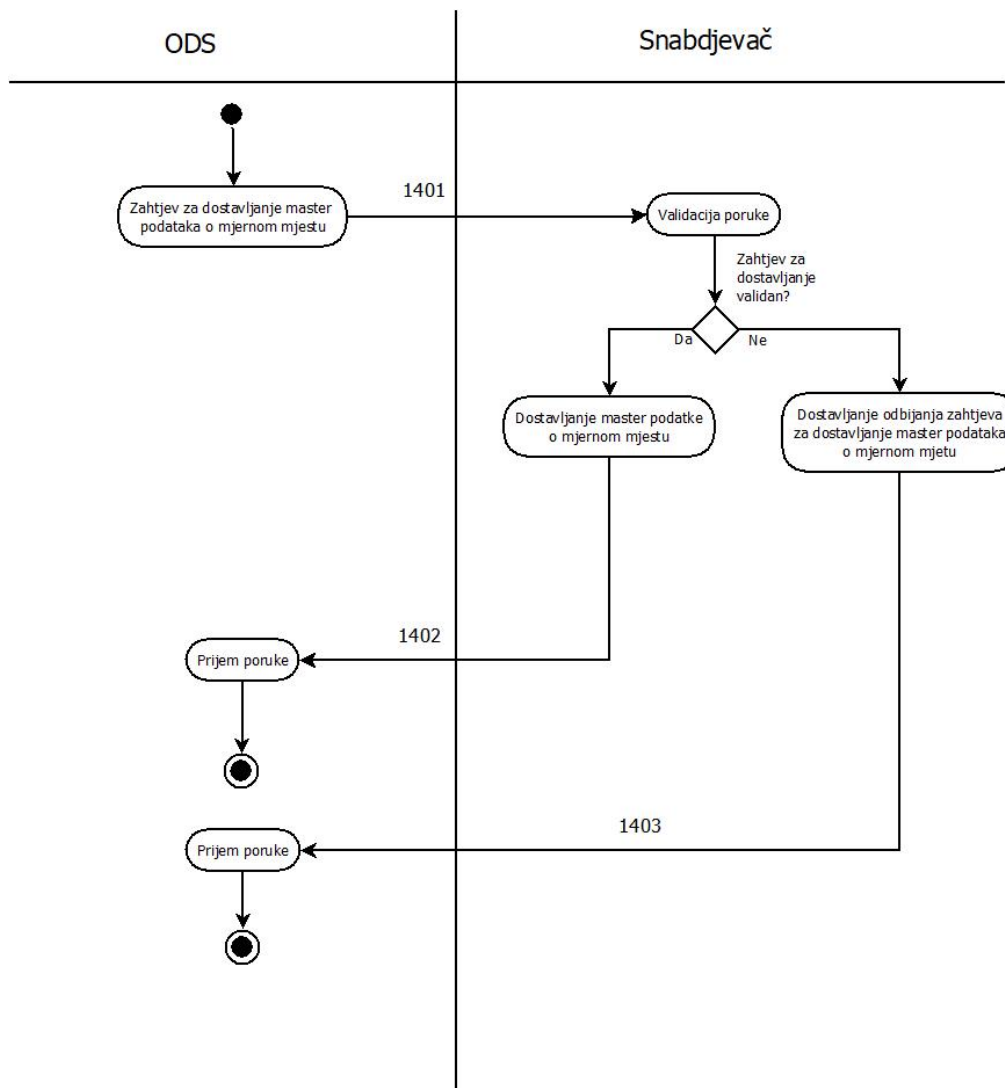 ODS
Snabdjevač
1401
Zahtjev za dostavljanje master
podataka o mjernom mjestu
Validacija poruke
Zahtjev za
dostavljanje
validan?
Da
Ne
Dostavljanje master podatke
o mjernom mjestu
Dostavljanje odbijanja zahtjeva
za dostavljanje master podataka
o mjernom mjetu
1402
Prijem poruke
1403
Prijem poruke